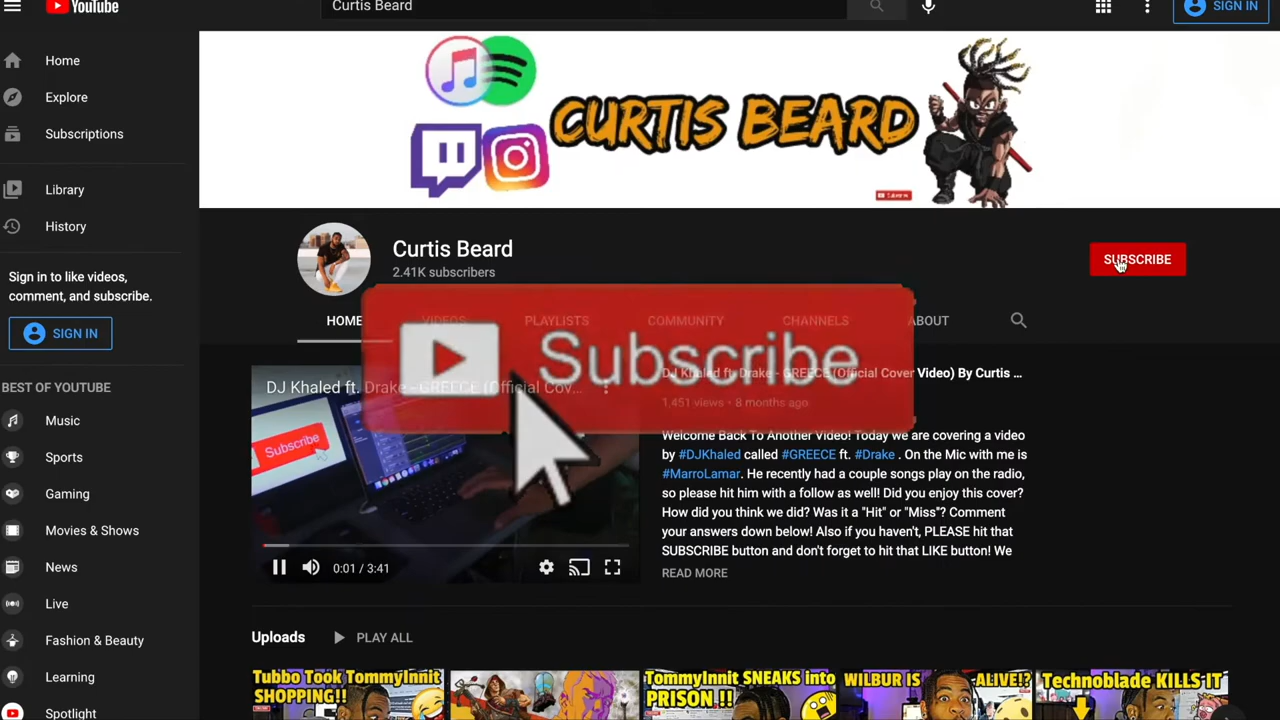 YouTube
Curtis Beard
SIGN IN
Home
Explore
Subscriptions
Library
History
Sign in to like videos,
comment, and subscribe.
SIGN IN
BEST OF YOUTUBE
Music
Sports
Gaming
Movies & Shows
News
Live
Fashion & Beauty
Learning
Spotlight
CURTIS BEARD
Curtis Beard
2.41K subscribers
SUBSCRIBE
HOME
VIDEOS
PLAYLISTS
COMMUNITY
CHANNELS
ABOUT
Subscribe
DJ Khaled ft. Drake - GREECE (Official Cov...
Subscribe
0:01 / 3:41
DJ Khaled ft. Drake - GREECE (Official Cover Video) By Curtis ...
1,451 views • 8 months ago
Welcome Back To Another Video! Today we are covering a video
by #DJKhaled called #GREECE ft. #Drake . On the Mic with me is
#MarroLamar. He recently had a couple songs play on the radio,
so please hit him with a follow as well! Did you enjoy this cover?
How did you think we did? Was it a "Hit" or "Miss"? Comment
your answers down below! Also if you haven't, PLEASE hit that
SUBSCRIBE button and don't forget to hit that LIKE button! We
READ MORE
Uploads
PLAY ALL
Tubbo Took TommyInnit
SHOPPING!!
TommyInnit SNEAKS into
PRISON!!
WILBUR IS ALIVE!?
Technoblade KILLS IT